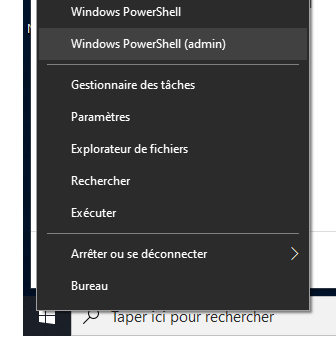 Windows PowerShell
Windows PowerShell (admin)
Gestionnaire des tâches
Paramètres
Explorateur de fichiers
Rechercher
Exécuter
Arrêter ou se déconnecter
Bureau
Taper ici pour rechercher